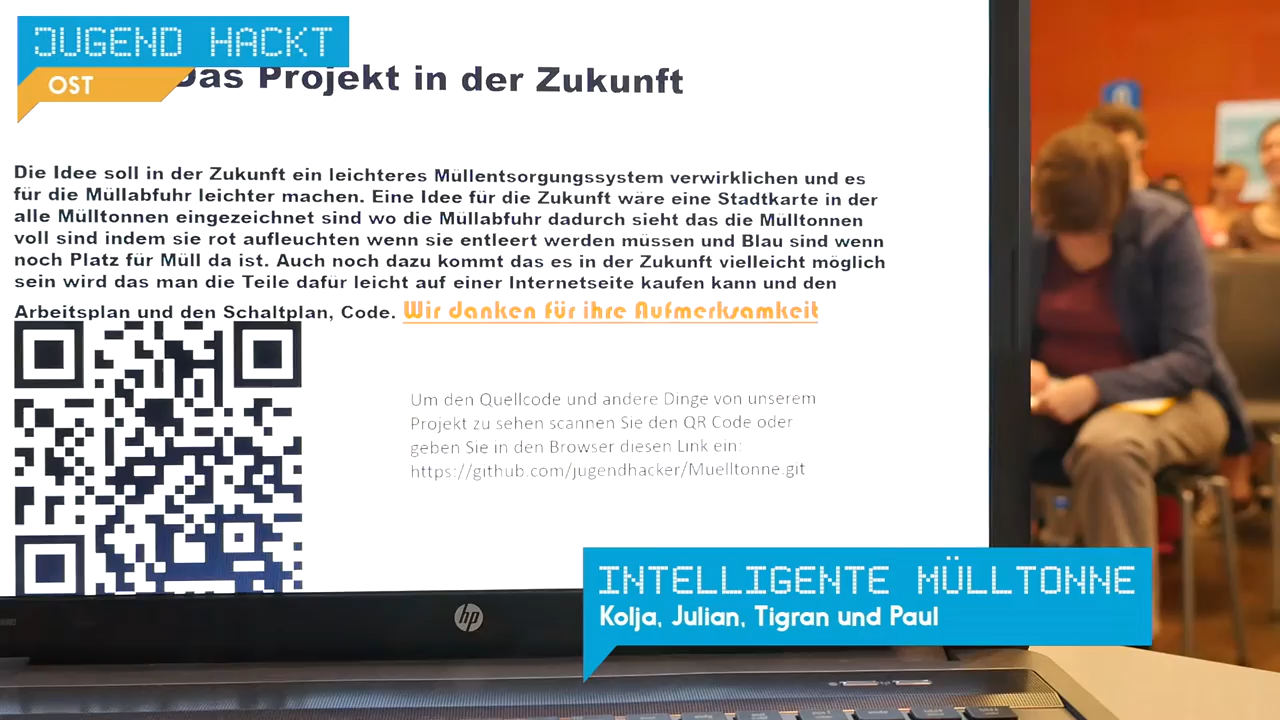 JUGEND HACKT
OST
Das Projekt in der Zukunft
Die Idee soll in der Zukunft ein leichteres Müllentsorgungssystem verwirklichen und es
für die Müllabfuhr leichter machen. Eine Idee für die Zukunft wäre eine Stadtkarte in der
alle Mülltonnen eingezeichnet sind wo die Müllabfuhr dadurch sieht das die Mülltonnen
voll sind indem sie rot aufleuchten wenn sie entleert werden müssen und Blau sind wenn
noch Platz für Müll da ist. Auch noch dazu kommt das es in der Zukunft vielleicht möglich
sein wird das man die Teile dafür leicht auf einer Internetseite kaufen kann und den
Arbeitsplan und den Schaltplan, Code. Wir danken für ihre Aufmerksamkeit
Um den Quellcode und andere Dinge von unserem
Projekt zu sehen scannen Sie den QR Code oder
geben Sie in den Browser diesen Link ein:
https://github.com/jugendhacker/Muelltonne.git
hp
INTELLIGENTE MÜLLTONNE
Kolja, Julian, Tigran und Paul